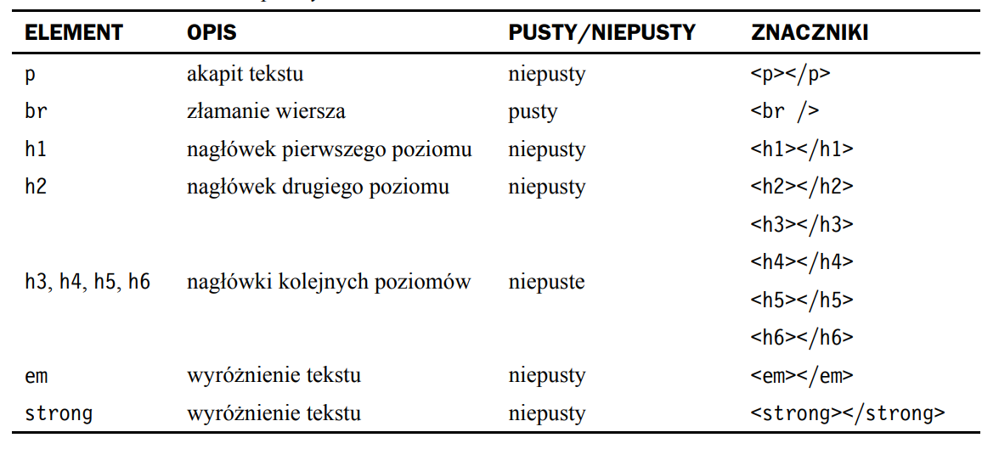 ELEMENT OPIS PUSTY/NIEPUSTY ZNACZNIKI
p akapit tekstu niepusty <p></p>
br złamanie wiersza pusty <br />
h1 nagłówek pierwszego poziomu niepusty <h1></h1>
h2 nagłówek drugiego poziomu niepusty <h2></h2>
<h3></h3>
<h4></h4>
h3, h4, h5, h6 nagłówki kolejnych poziomów niepuste
<h5></h5>
<h6></h6>
em wyróżnienie tekstu niepusty <em></em>
strong wyróżnienie tekstu niepusty <strong></strong>